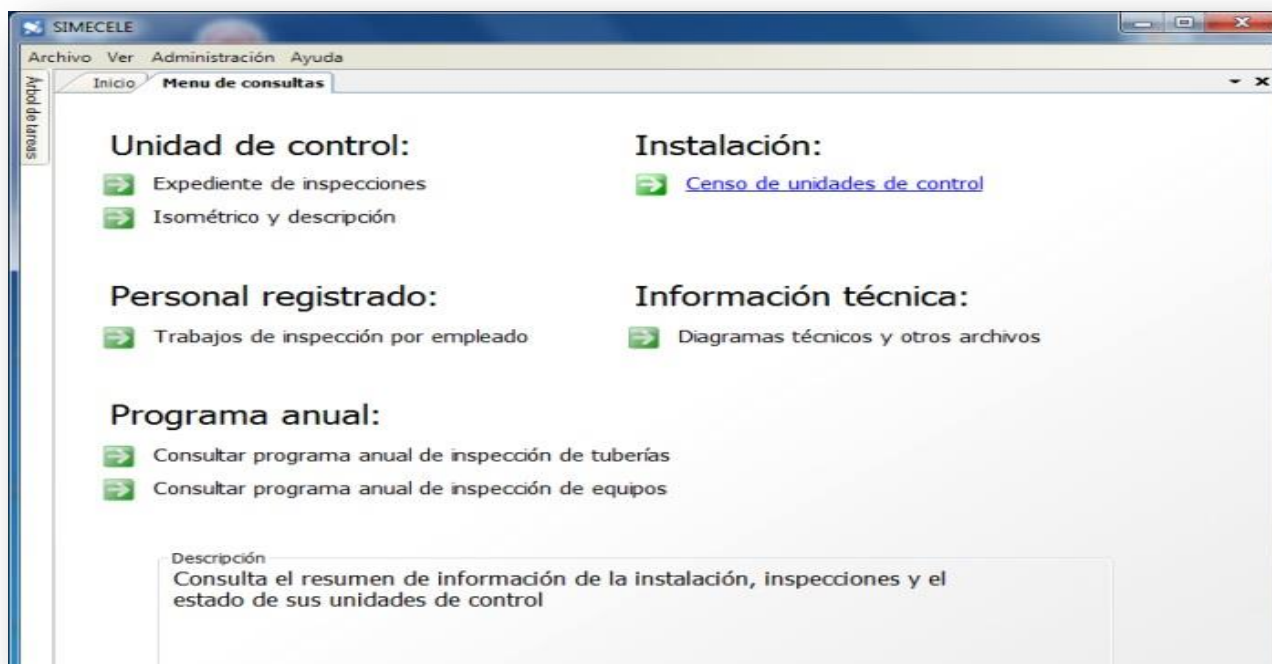 SIMECELE
Archivo Ver Administración Ayuda
Árbol de tareas
Inicio Menu de consultas
Unidad de control:
Expediente de inspecciones
Isométrico y descripción
Instalación:
Censo de unidades de control
Personal registrado:
Trabajos de inspección por empleado
Información técnica:
Diagramas técnicos y otros archivos
Programa anual:
Consultar programa anual de inspección de tuberías
Consultar programa anual de inspección de equipos
Descripción
Consulta el resumen de información de la instalación, inspecciones y el
estado de sus unidades de control